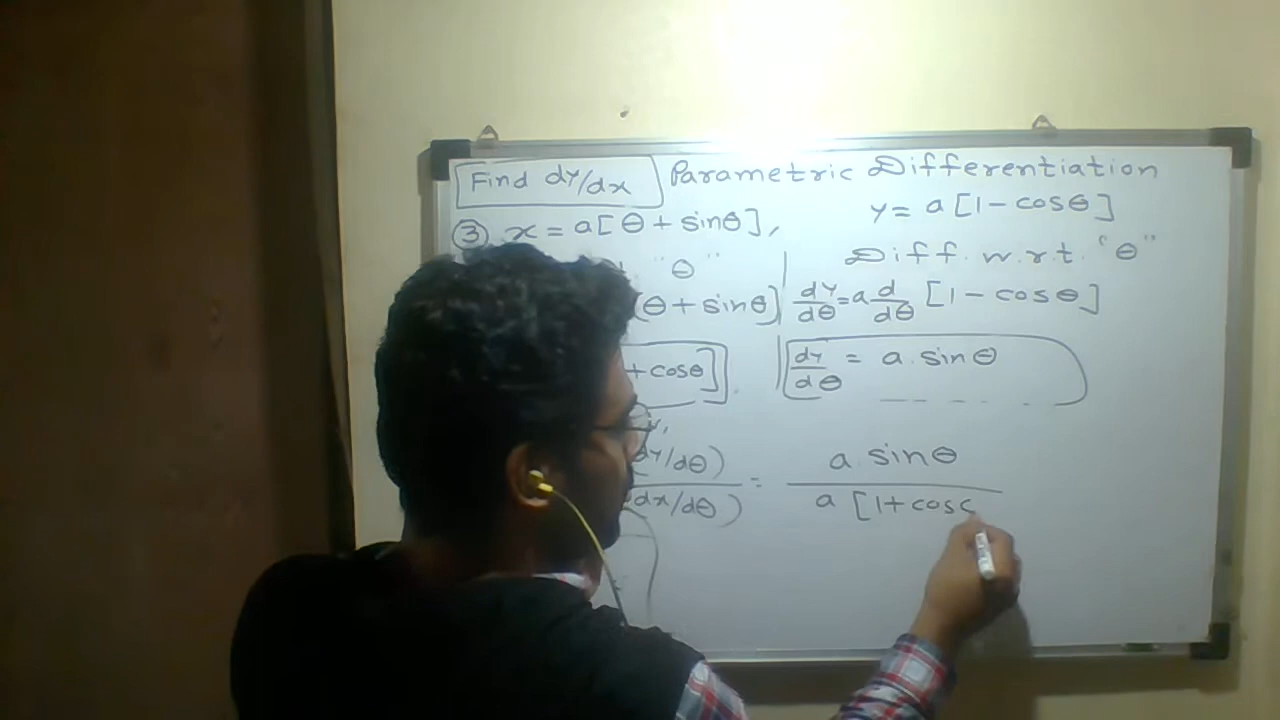 Find dy/dx Parametric Differentiation
③ x = a[θ + sinθ], y = a[1 - cosθ]
"θ" Diff. w.r.t. "θ"
(θ + sinθ) dy/dθ = a d/dθ [1 - cosθ]
+ cosθ] dy/dθ = a.sinθ
dy/dθ) / dx/dθ) = a.sinθ / a [1+cos